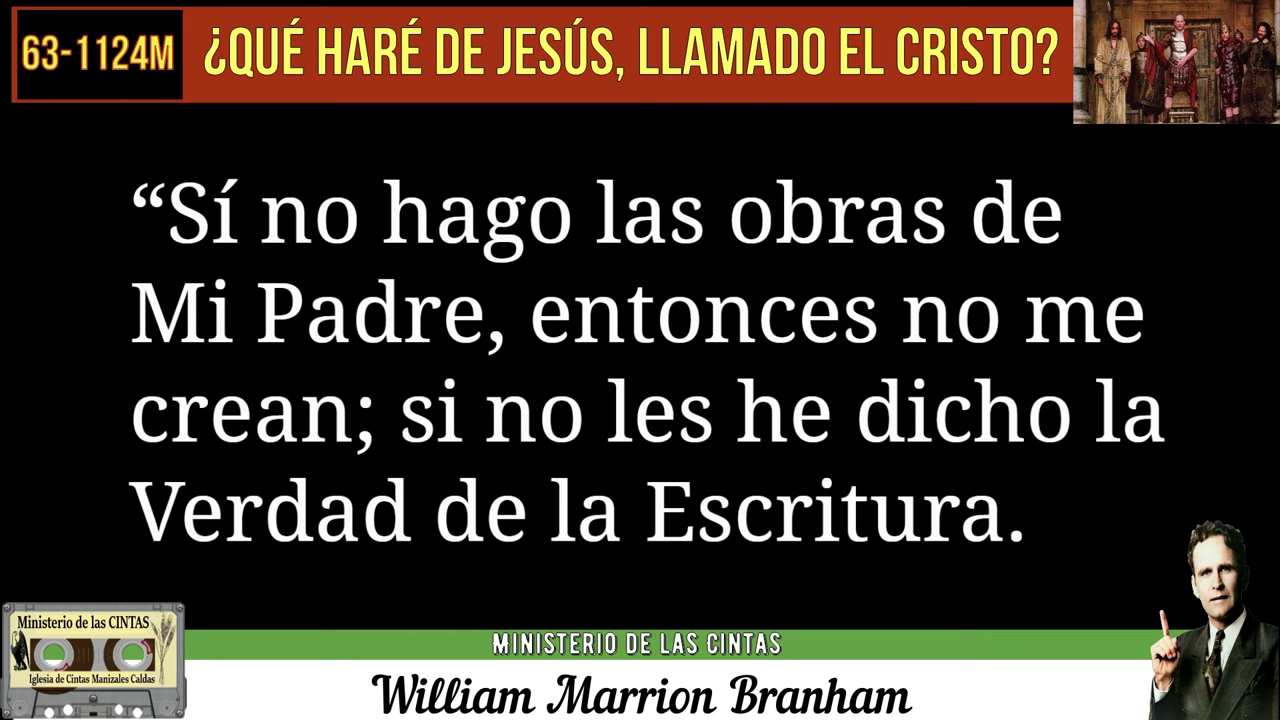 63-1124M
¿QUÉ HARÉ DE JESÚS, LLAMADO EL CRISTO?
“Sí no hago las obras de
Mi Padre, entonces no me
crean; si no les he dicho la
Verdad de la Escritura.
Ministerio de las CINTAS
Iglesia de Cintas Manizales Caldas
MINISTERIO DE LAS CINTAS
William Marrion Branham